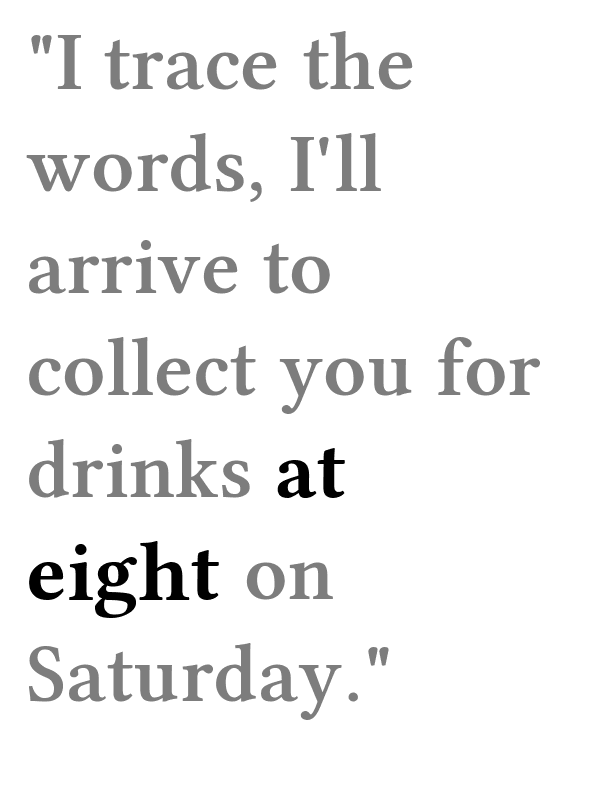 "I trace the
words, I'll
arrive to
collect you for
drinks at
eight on
Saturday."